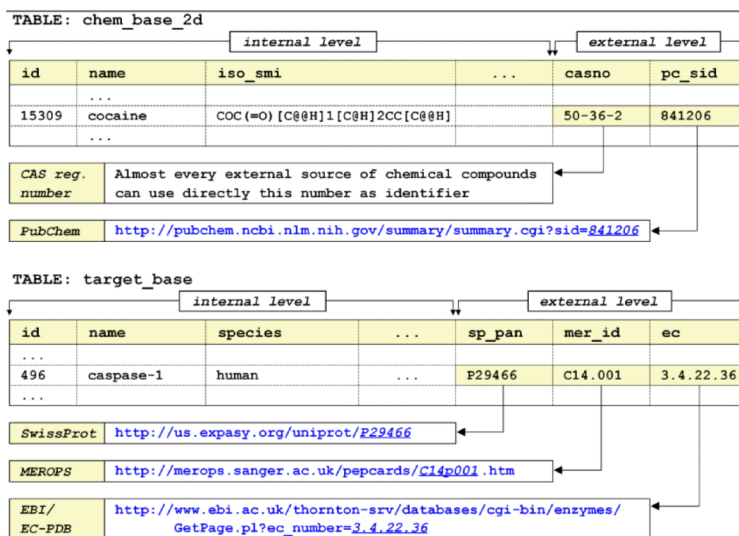 TABLE: chem_base_2d
internal level external level
id name iso_smi ... casno pc_sid
...
15309 cocaine COC(=O)[C@@H]1[C@H]2CC[C@@H] 50-36-2 841206
...
CAS reg. Almost every external source of chemical compounds
number can use directly this number as identifier
PubChem http://pubchem.ncbi.nlm.nih.gov/summary/summary.cgi?sid=841206
TABLE: target_base
internal level external level
id name species ... sp_pan mer_id ec
...
496 caspase-1 human ... P29466 C14.001 3.4.22.36
...
SwissProt http://us.expasy.org/uniprot/P29466
MEROPS http://merops.sanger.ac.uk/pepcards/C14p001.htm
EBI/ http://www.ebi.ac.uk/thornton-srv/databases/cgi-bin/enzymes/
EC-PDB GetPage.pl?ec_number=3.4.22.36